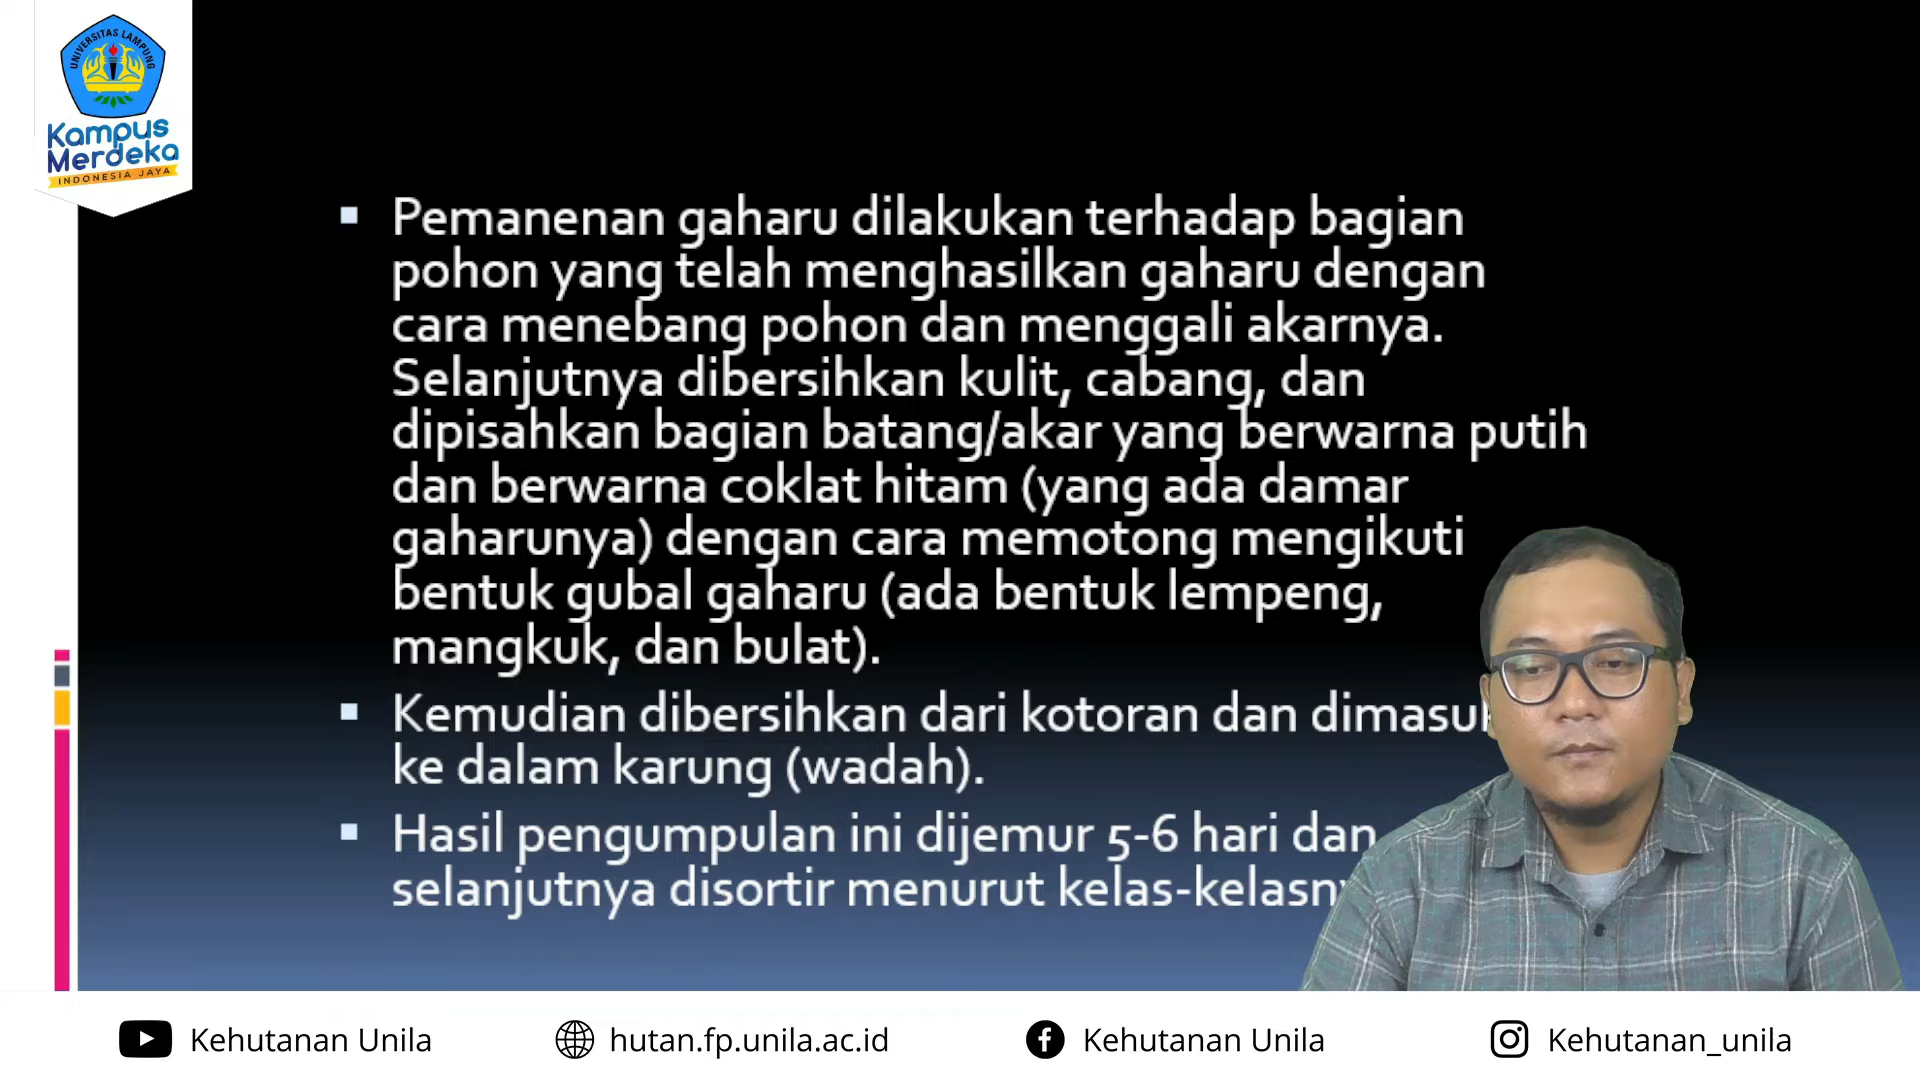 UNIVERSITAS LAMPUNG
Kampus
Merdeka
INDONESIA JAYA
Pemanenan gaharu dilakukan terhadap bagian
pohon yang telah menghasilkan gaharu dengan
cara menebang pohon dan menggali akarnya.
Selanjutnya dibersihkan kulit, cabang, dan
dipisahkan bagian batang/akar yang berwarna putih
dan berwarna coklat hitam (yang ada damar
gaharunya) dengan cara memotong mengikuti
bentuk gubal gaharu (ada bentuk lempeng,
mangkuk, dan bulat).
Kemudian dibersihkan dari kotoran dan
ke dalam karung (wadah).
Hasil pengumpulan ini dijemur 5-6 hari dan
selanjutnya disortir menurut
Kehutanan Unila
hutan.fp.unila.ac.id
Kehutanan Unila
Kehutanan_unila